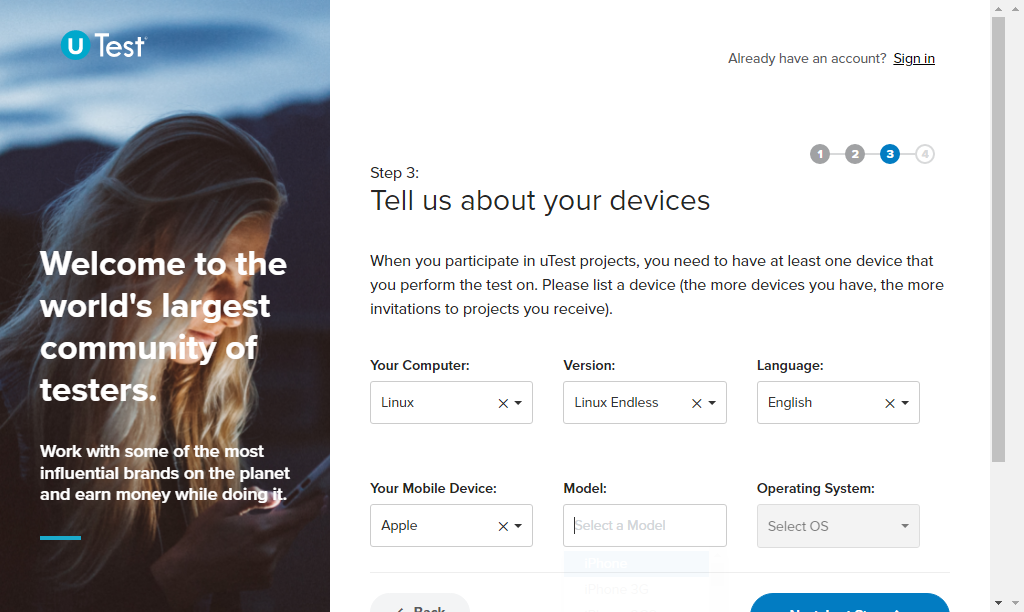 U Test
Already have an account? Sign in
1 2 3 4
Step 3:
Tell us about your devices
Welcome to the
world's largest
community of
testers.
Work with some of the most
influential brands on the planet
and earn money while doing it.
When you participate in uTest projects, you need to have at least one device that
you perform the test on. Please list a device (the more devices you have, the more
invitations to projects you receive).
Your Computer: Version: Language:
Linux Linux Endless English
Your Mobile Device: Model: Operating System:
Apple Select a Model Select OS
iPhone
iPhone 3G
Back